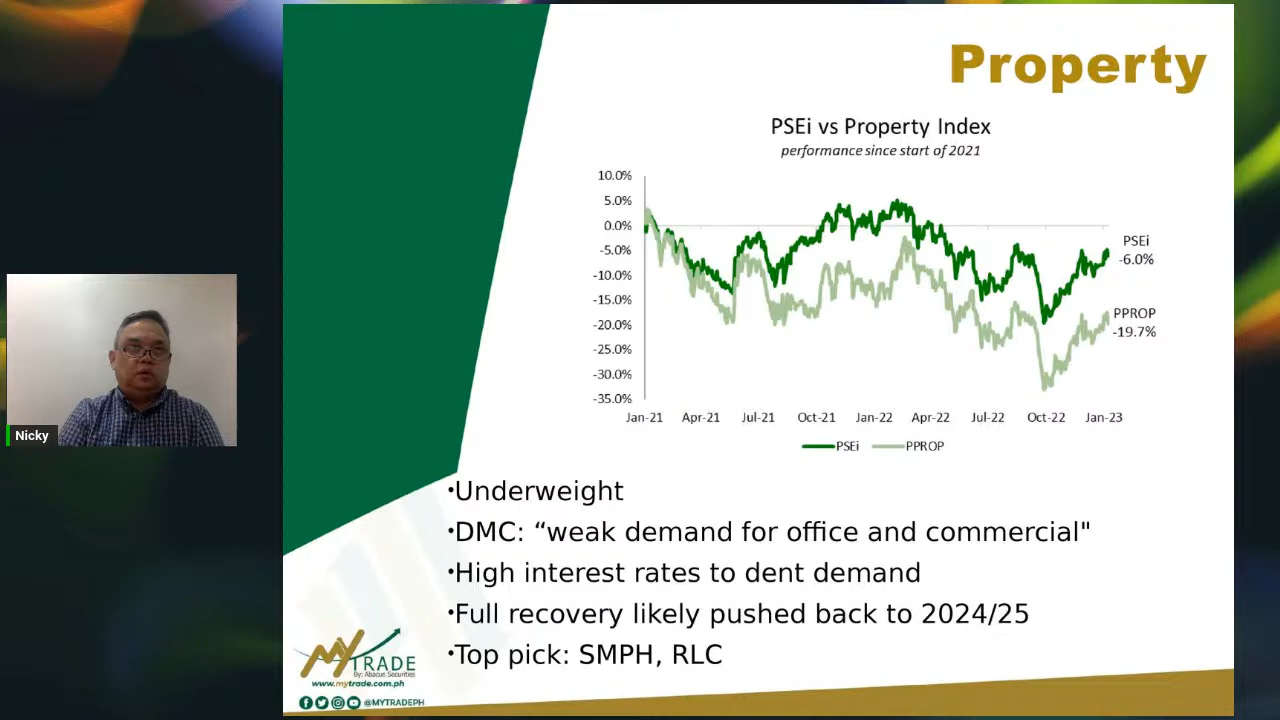 Property
PSEi vs Property Index
performance since start of 2021
10.0%
5.0%
0.0%
-5.0%
-10.0%
-15.0%
-20.0%
-25.0%
-30.0%
-35.0%
PSEi
-6.0%
PPROP
-19.7%
Jan-21 Apr-21 Jul-21 Oct-21 Jan-22 Apr-22 Jul-22 Oct-22 Jan-23
PSEi PPROP
Nicky
•Underweight
•DMC: “weak demand for office and commercial"
•High interest rates to dent demand
•Full recovery likely pushed back to 2024/25
•Top pick: SMPH, RLC
MYTRADE
By: Abacus Securities
www.mytrade.com.ph
@MYTRADEPH